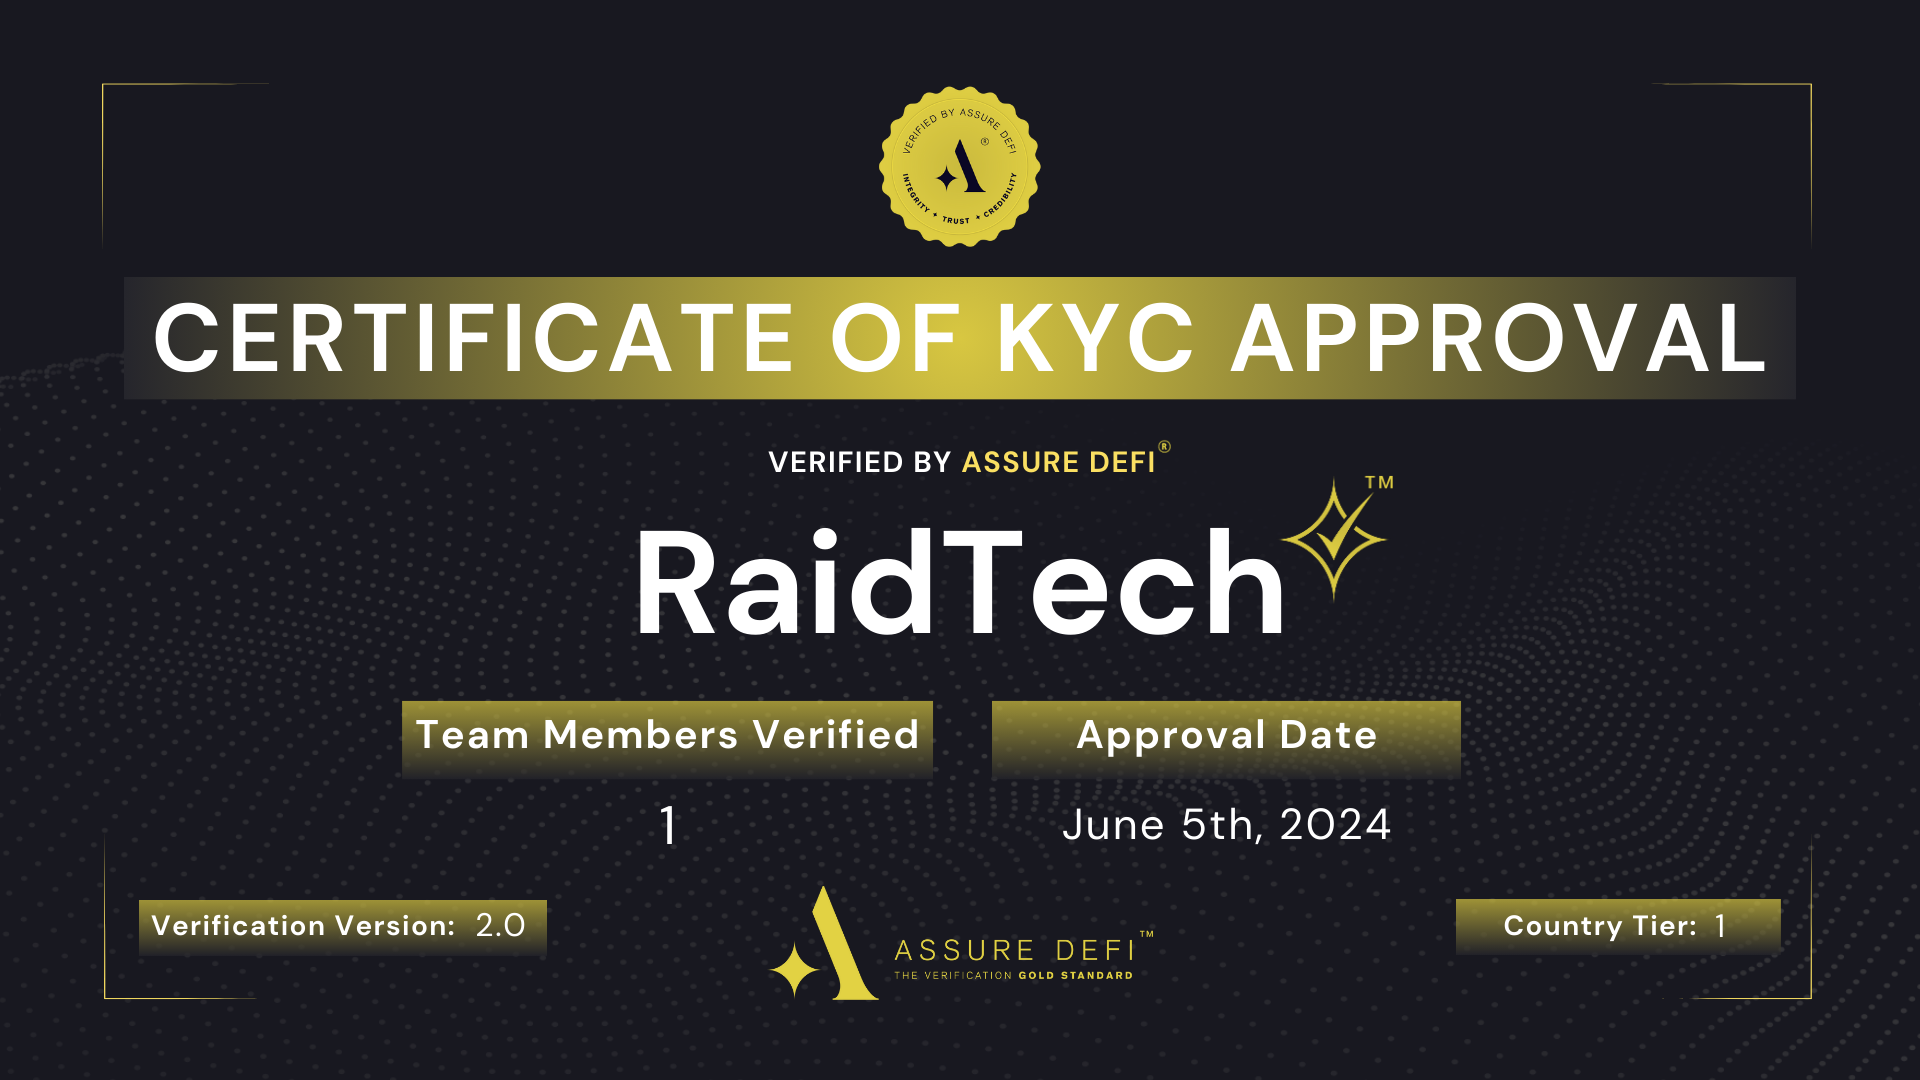 VERIFIED BY ASSURE DEFI
A®
INTEGRITY ✦ TRUST ✦ CREDIBILITY
CERTIFICATE OF KYC APPROVAL
VERIFIED BY ASSURE DEFI®
RaidTech™
Team Members Verified
Approval Date
1
June 5th, 2024
Verification Version: 2.0
ASSURE DEFI™
THE VERIFICATION GOLD STANDARD
Country Tier: 1